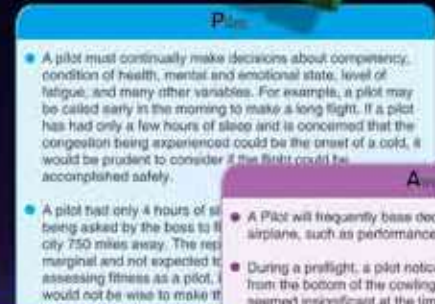 Pilot
A pilot must continually make decisions about competency,
condition of health, mental and emotional state, level of
fatigue, and many other variables. For example, a pilot may
be called early in the morning to make a long flight. If a pilot
has had only a few hours of sleep and is concerned that the
congestion being experienced could be the onset of a cold, it
would be prudent to consider if the flight could be
accomplished safely.
A pilot had only 4 hours of
being asked by the boss to
city 750 miles away. The
marginal and not expected to
assessing fitness as a pilot,
would not be wise to make
A
A Pilot will frequently base
airplane, such as performance
During a preflight, a pilot
from the bottom of the cowling
seemed insignificant at the